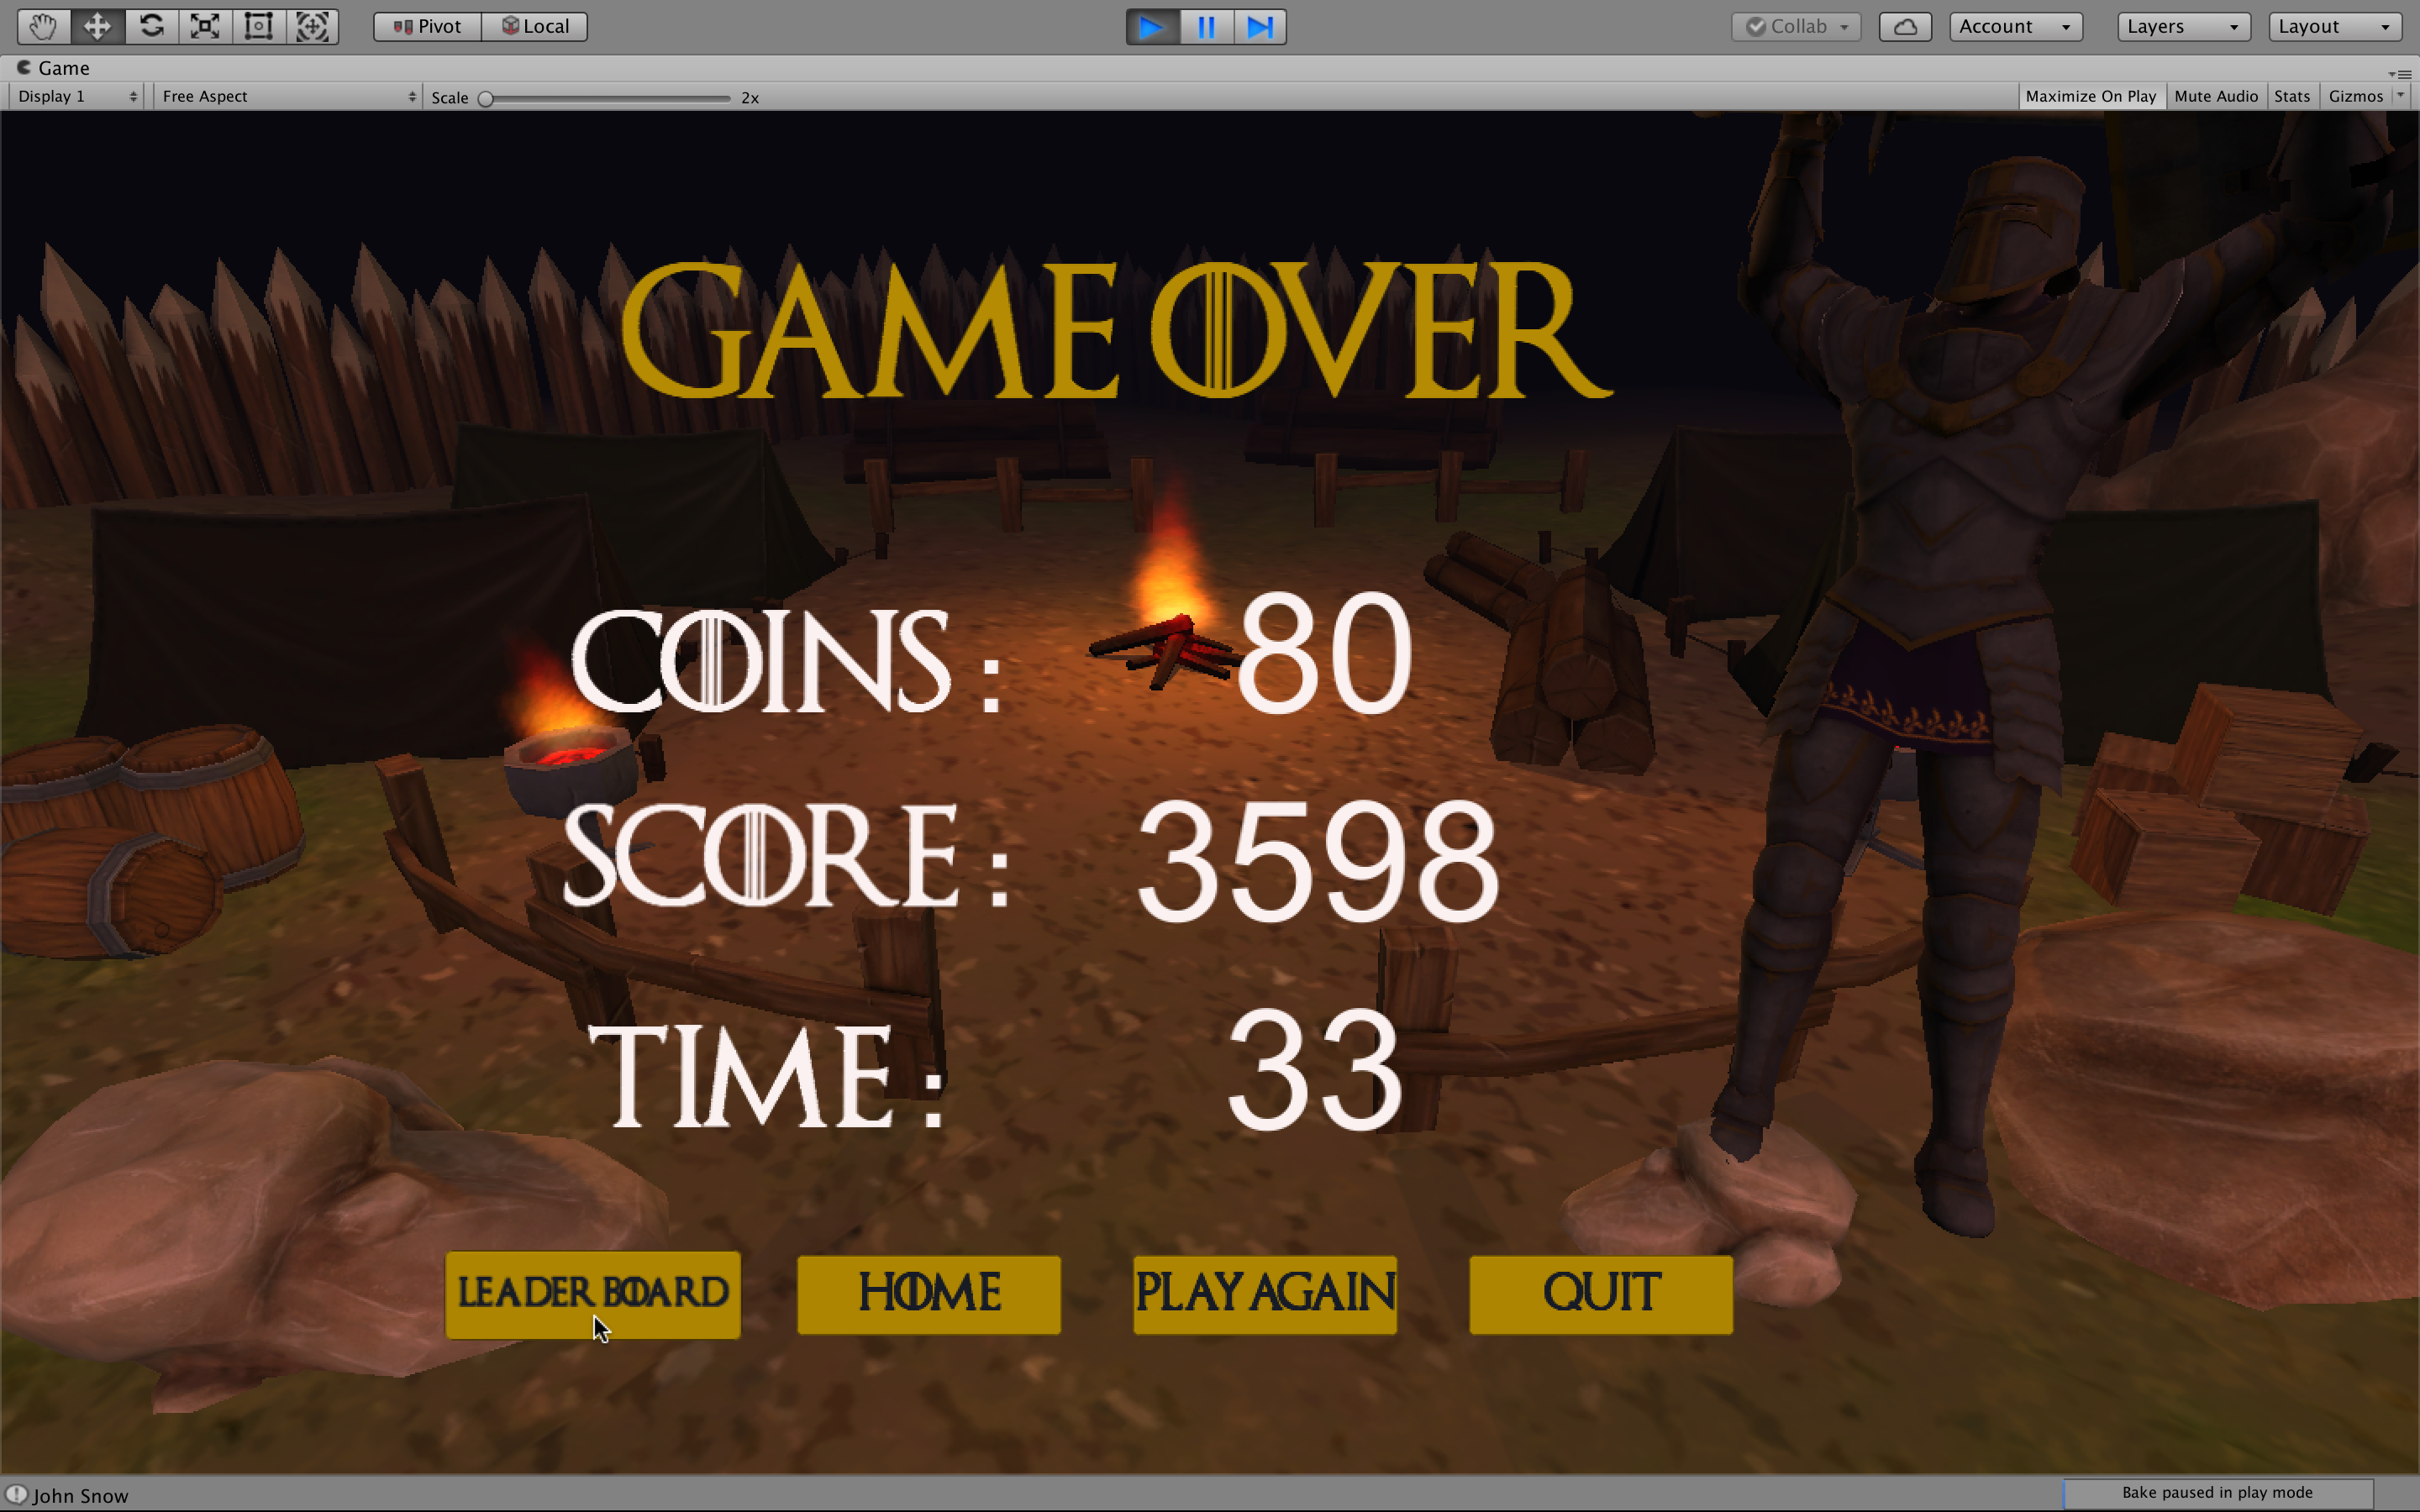 Pivot Local Collab Account Layers Layout
Game
Display 1 Free Aspect Scale 2x Maximize On Play Mute Audio Stats Gizmos
GAME OVER
COINS : 80
SCORE : 3598
TIME : 33
LEADER BOARD HOME PLAY AGAIN QUIT
John Snow Bake paused in play mode